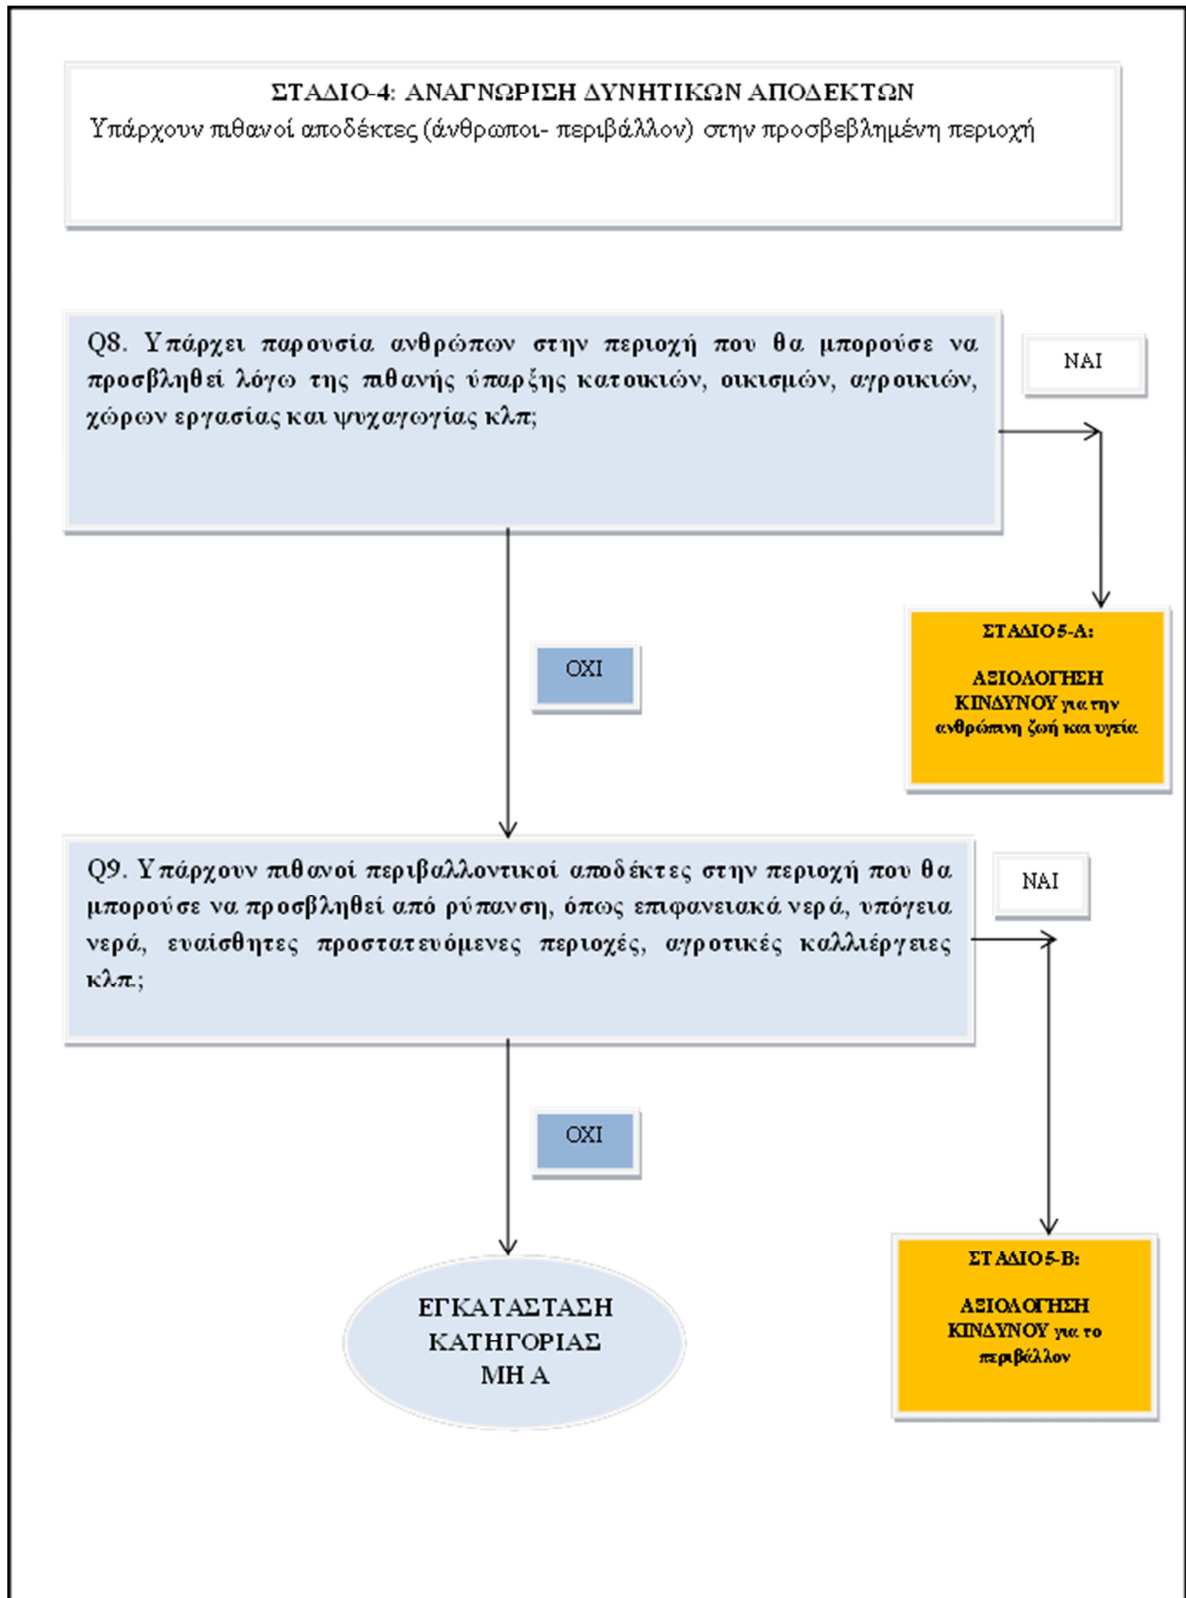 ΣΤΑΔΙΟ-4: ΑΝΑΓΝΩΡΙΣΗ ΔΥΝΗΤΙΚΩΝ ΑΠΟΔΕΚΤΩΝ
Υπάρχουν πιθανοί αποδέκτες (άνθρωποι- περιβάλλον) στην προσβεβλημένη περιοχή
Q8. Υπάρχει παρουσία ανθρώπων στην περιοχή που θα μπορούσε να
προσβληθεί λόγω της πιθανής ύπαρξης κατοικιών, οικισμών, αγροικιών,
χώρων εργασίας και ψυχαγωγίας κλπ;
ΝΑΙ
ΣΤΑΔΙΟ 5-Α:
ΑΞΙΟΛΟΓΗΣΗ
ΚΙΝΔΥΝΟΥ για την
ανθρώπινη ζωή και υγεία
ΟΧΙ
Q9. Υπάρχουν πιθανοί περιβαλλοντικοί αποδέκτες στην περιοχή που θα
μπορούσε να προσβληθεί από ρύπανση, όπως επιφανειακά νερά, υπόγεια
νερά, ευαίσθητες προστατευόμενες περιοχές, αγροτικές καλλιέργειες
κλπ.;
ΝΑΙ
ΟΧΙ
ΣΤΑΔΙΟ 5-Β:
ΑΞΙΟΛΟΓΗΣΗ
ΚΙΝΔΥΝΟΥ για το
περιβάλλον
ΕΓΚΑΤΑΣΤΑΣΗ
ΚΑΤΗΓΟΡΙΑΣ
ΜΗ Α